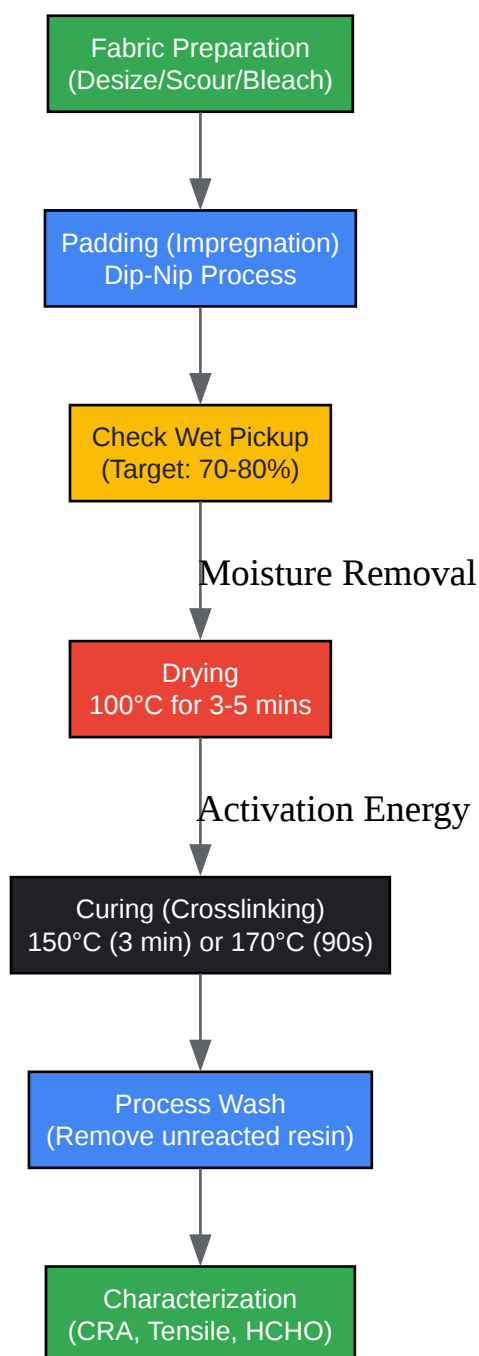 Fabric Preparation
(Desize/Scour/Bleach)
Padding (Impregnation)
Dip-Nip Process
Check Wet Pickup
(Target: 70-80%)
Moisture Removal
Drying
100°C for 3-5 mins
Activation Energy
Curing (Crosslinking)
150°C (3 min) or 170°C (90s)
Process Wash
(Remove unreacted resin)
Characterization
(CRA, Tensile, HCHO)